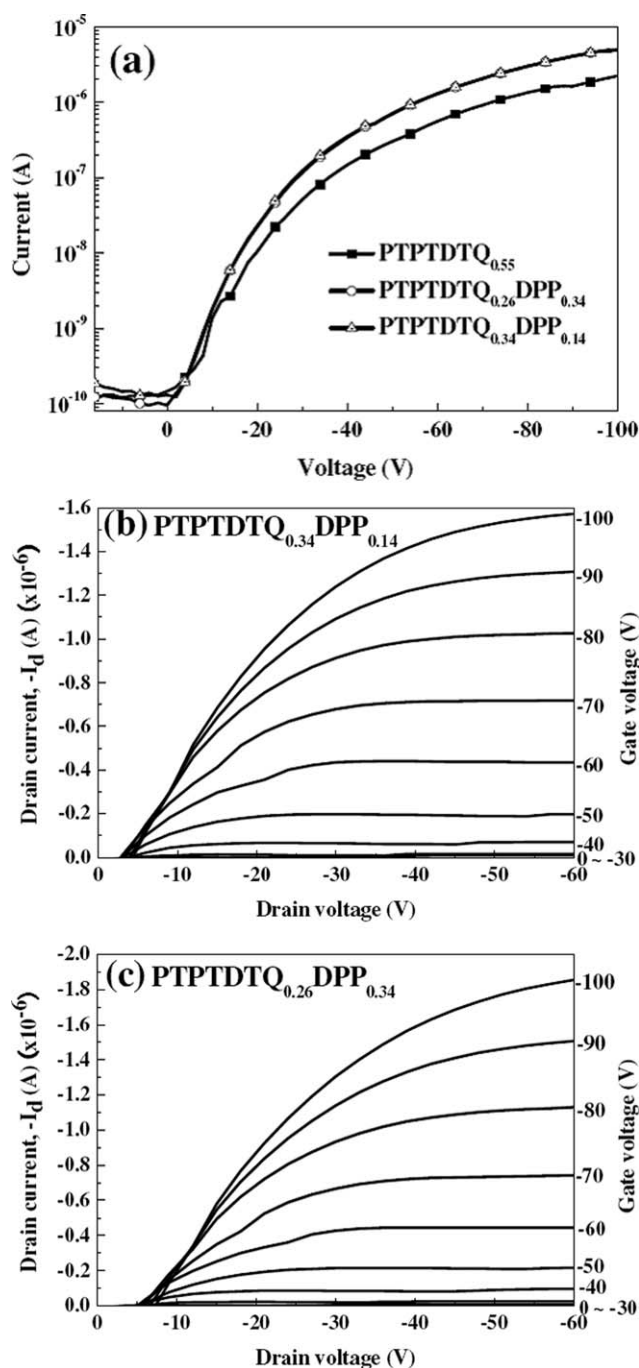 (a)
Current (A)
10⁻⁵
10⁻⁶
10⁻⁷
10⁻⁸
10⁻⁹
10⁻¹⁰
PTPTDTQ₀.₅₅
PTPTDTQ₀.₂₆DPP₀.₃₄
PTPTDTQ₀.₃₄DPP₀.₁₄
0 -20 -40 -60 -80 -100
Voltage (V)
(b) PTPTDTQ₀.₃₄DPP₀.₁₄
Drain current, -I_d (A) (x10⁻⁶)
-1.6
-1.4
-1.2
-1.0
-0.8
-0.6
-0.4
-0.2
0.0
-100
-90
-80
-70
-60
-50
-40
0 ~ -30
Gate voltage (V)
0 -10 -20 -30 -40 -50 -60
Drain voltage (V)
(c) PTPTDTQ₀.₂₆DPP₀.₃₄
Drain current, -I_d (A) (x10⁻⁶)
-2.0
-1.8
-1.6
-1.4
-1.2
-1.0
-0.8
-0.6
-0.4
-0.2
0.0
-100
-90
-80
-70
-60
-50
-40
0 ~ -30
Gate voltage (V)
0 -10 -20 -30 -40 -50 -60
Drain voltage (V)